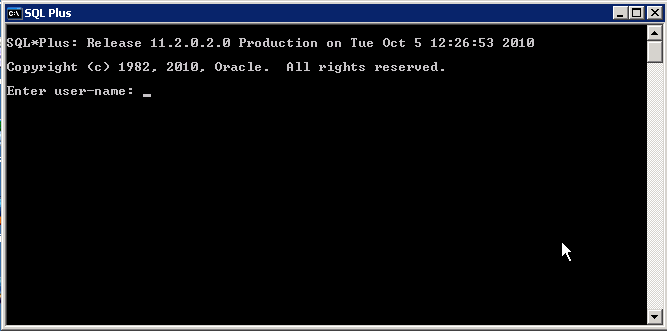 SQL Plus
SQL*Plus: Release 11.2.0.2.0 Production on Tue Oct 5 12:26:53 2010
Copyright (c) 1982, 2010, Oracle.  All rights reserved.
Enter user-name: _